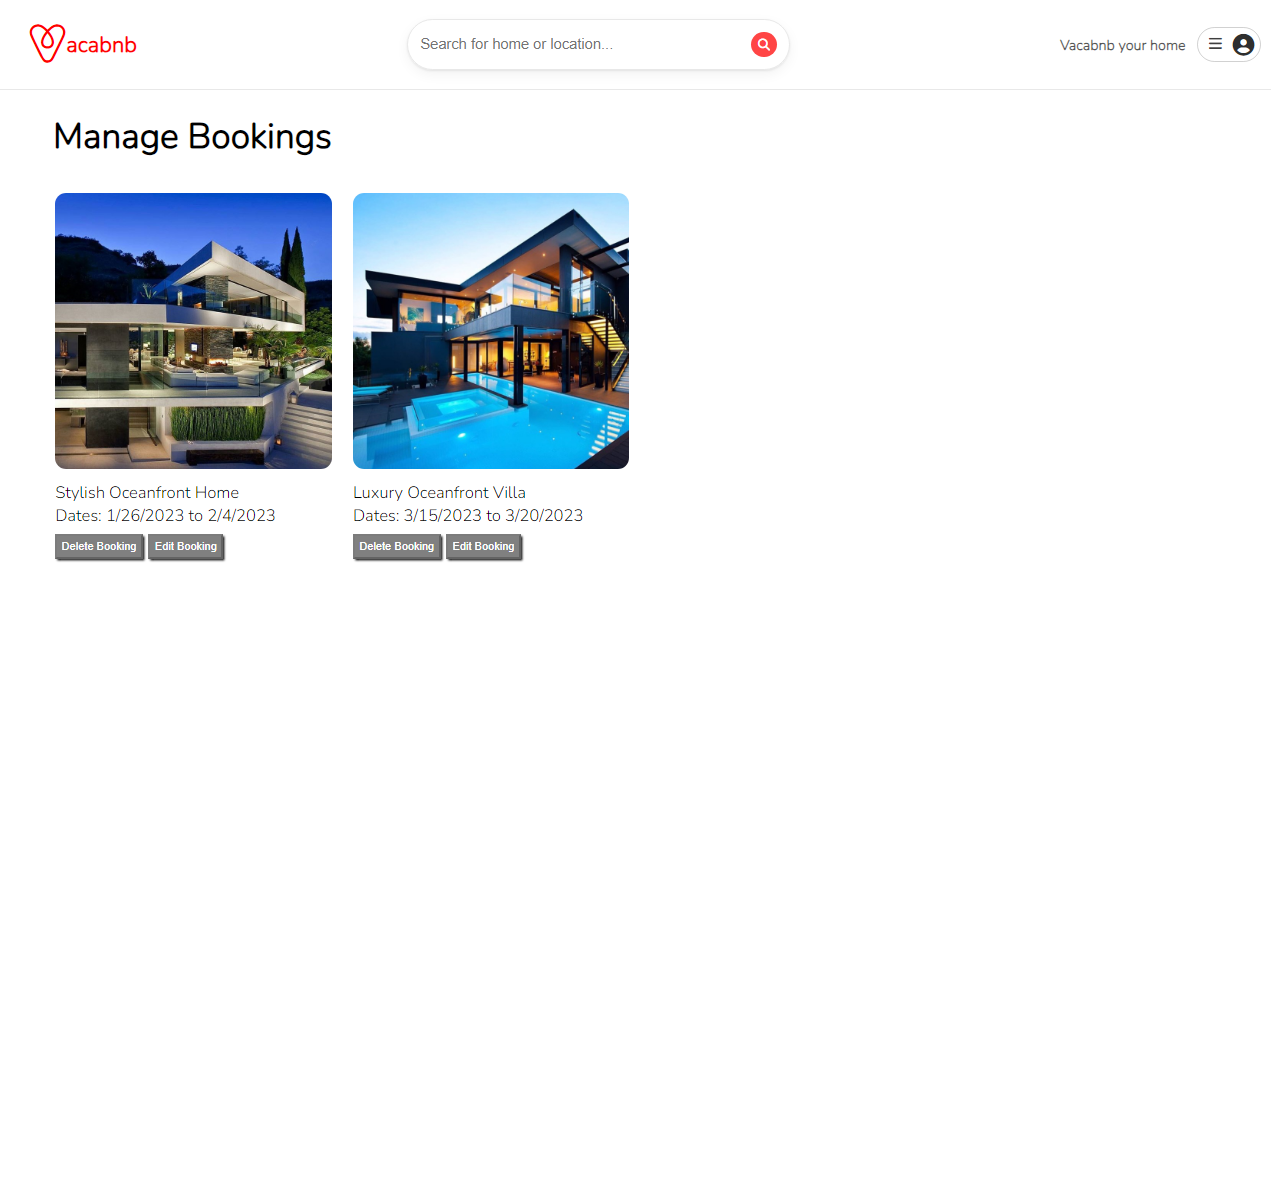 acabnb
Search for home or location...
Vacabnb your home
Manage Bookings
Stylish Oceanfront Home
Dates: 1/26/2023 to 2/4/2023
Delete Booking Edit Booking
Luxury Oceanfront Villa
Dates: 3/15/2023 to 3/20/2023
Delete Booking Edit Booking